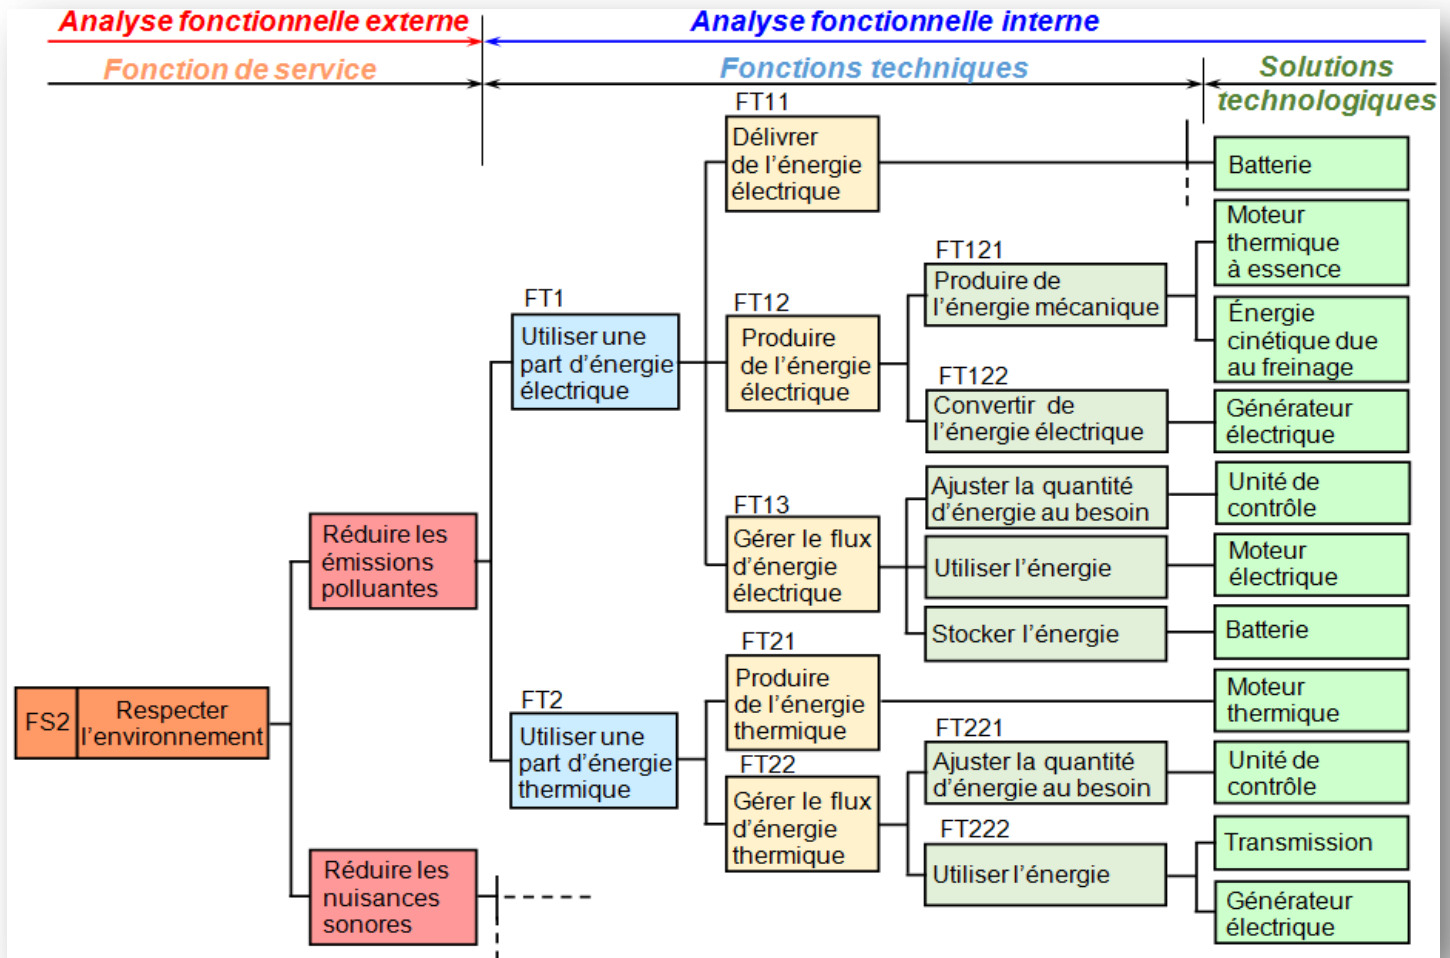 Analyse fonctionnelle externe
Analyse fonctionnelle interne
Fonction de service
Fonctions techniques
Solutions
technologiques
FT11
Délivrer
de l'énergie
électrique
Batterie
Moteur
thermique
à essence
FT121
Produire de
l'énergie mécanique
FT1
Utiliser une
part d'énergie
électrique
FT12
Produire
de l'énergie
électrique
Énergie
cinétique due
au freinage
FT122
Convertir de
l'énergie électrique
Générateur
électrique
FT13
Gérer le flux
d'énergie
électrique
Ajuster la quantité
d'énergie au besoin
Unité de
contrôle
Réduire les
émissions
polluantes
Utiliser l'énergie
Moteur
électrique
Stocker l'énergie
Batterie
FT21
Produire
de l'énergie
thermique
Moteur
thermique
FS2
Respecter
l'environnement
FT2
Utiliser une
part d'énergie
thermique
FT22
Gérer le flux
d'énergie
thermique
FT221
Ajuster la quantité
d'énergie au besoin
Unité de
contrôle
FT222
Utiliser l'énergie
Transmission
Générateur
électrique
Réduire les
nuisances
sonores